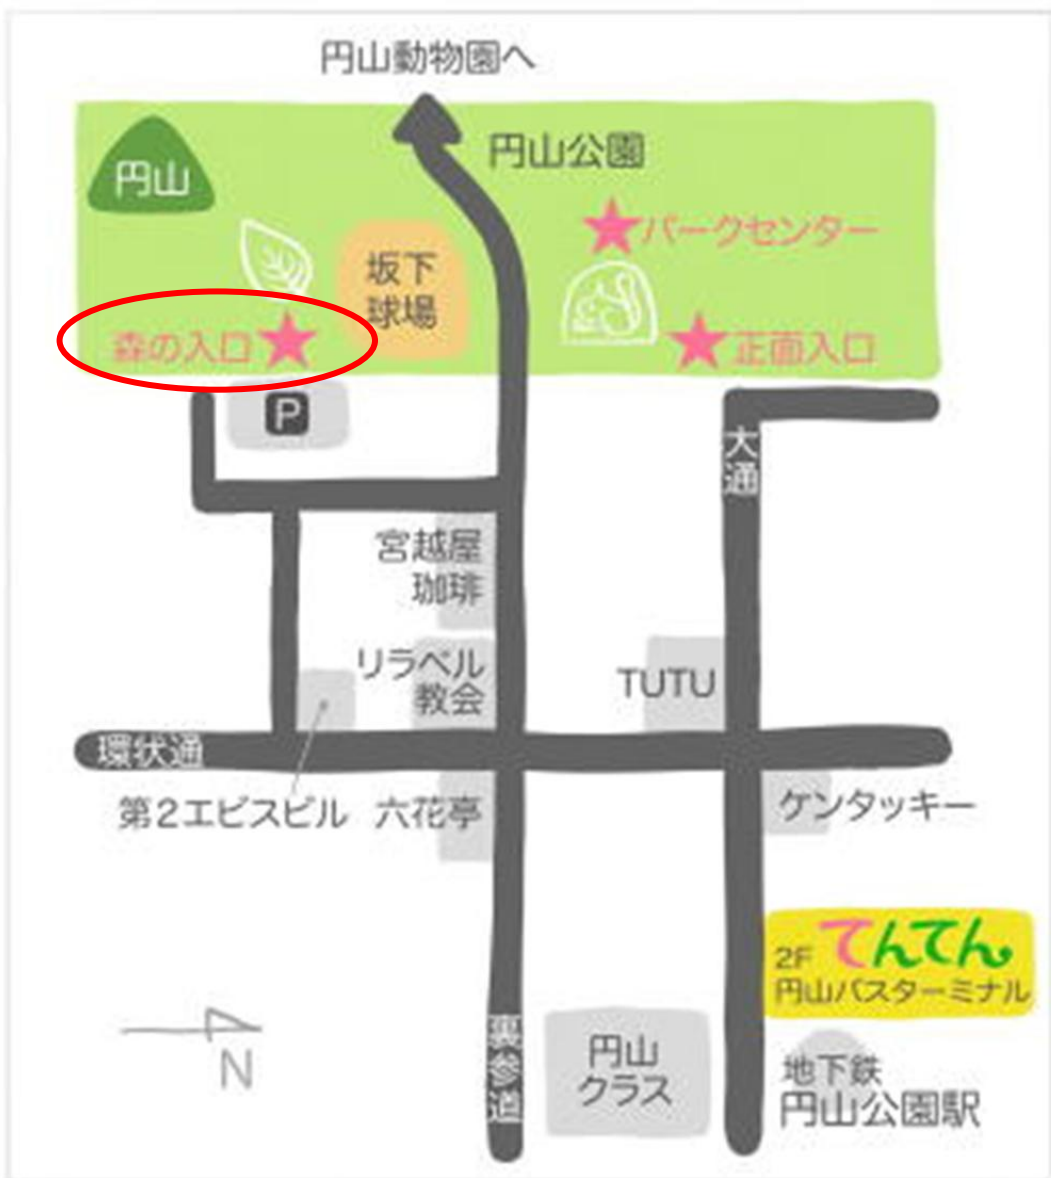 円山動物園へ
円山公園
円山
パークセンター
坂下
球場
森の入口
正面入口
P
大通
宮越屋
珈琲
リラベル
教会
TUTU
環状通
第2エビスビル
六花亭
ケンタッキー
てんてん
2F
円山バスターミナル
N
裏参道
円山
クラス
地下鉄
円山公園駅